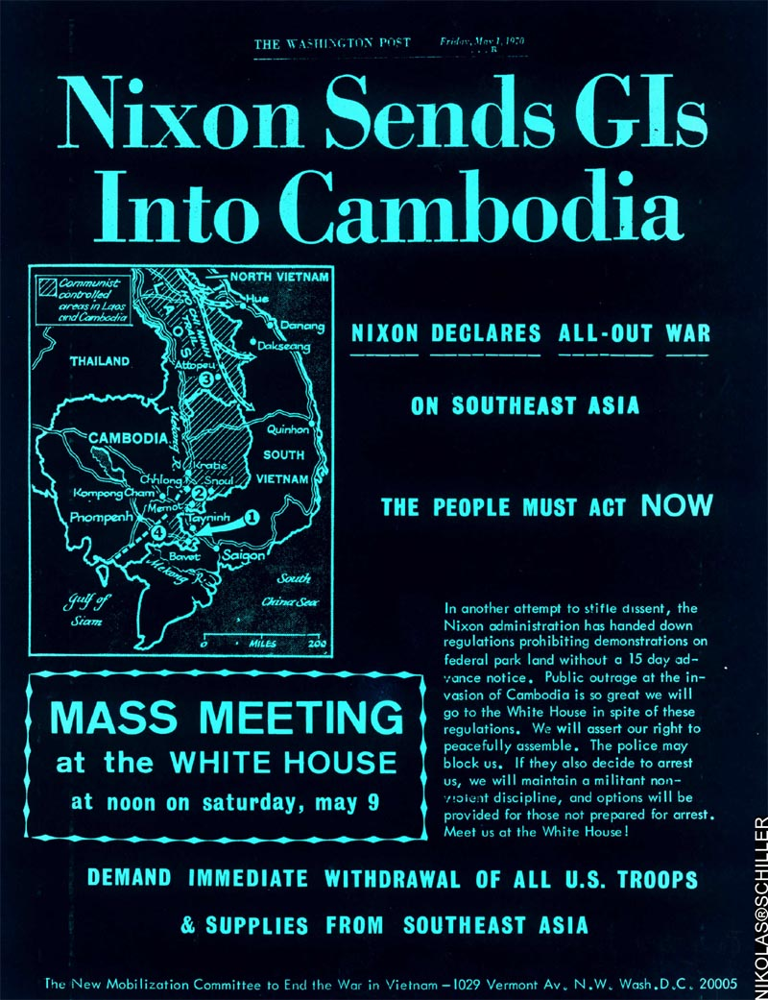 THE WASHINGTON POST Friday, May 1, 1970
R
Nixon Sends GIs
Into Cambodia
Communist
controlled
areas in Laos
and Cambodia
NORTH VIETNAM
Hue
Danang
Dakseang
LAOS
HO CHI MINH TRAIL
THAILAND
Attopeu
3
Mekong R.
Quinhon
CAMBODIA
SOUTH
VIETNAM
Kratie
Chhlong Snoul
Kompong Cham 2
Memot
Phnompenh Tayninh 1
4
Bavet Saigon
Mekong R.
Gulf of
Siam
South
China Sea
0 MILES 200
NIXON DECLARES ALL-OUT WAR
ON SOUTHEAST ASIA
THE PEOPLE MUST ACT NOW
In another attempt to stifle dissent, the
Nixon administration has handed down
regulations prohibiting demonstrations on
federal park land without a 15 day ad-
vance notice. Public outrage at the in-
vasion of Cambodia is so great we will
go to the White House in spite of these
regulations. We will assert our right to
peacefully assemble. The police may
block us. If they also decide to arrest
us, we will maintain a militant non-
violent discipline, and options will be
provided for those not prepared for arrest.
Meet us at the White House!
MASS MEETING
at the WHITE HOUSE
at noon on saturday, may 9
DEMAND IMMEDIATE WITHDRAWAL OF ALL U.S. TROOPS
& SUPPLIES FROM SOUTHEAST ASIA
The New Mobilization Committee to End the War in Vietnam—1029 Vermont Av. N.W. Wash.D.C. 20005
NIKOLAS®SCHILLER